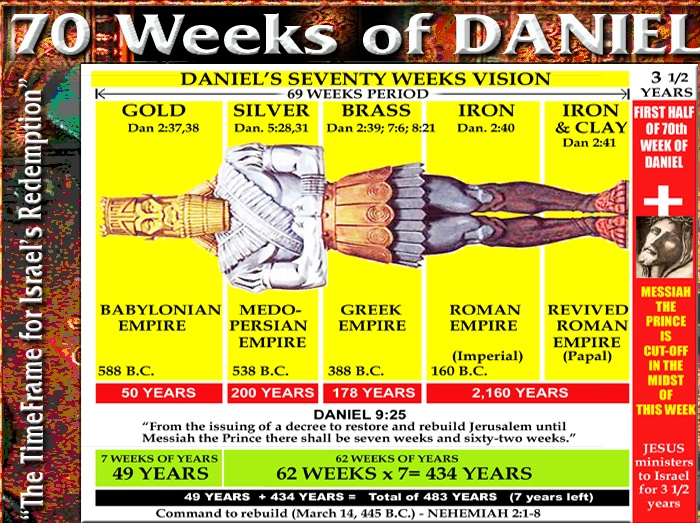 70 Weeks of DANIEL
"The TimeFrame for Israel's Redemption"
DANIEL'S SEVENTY WEEKS VISION
69 WEEKS PERIOD
GOLD
Dan 2:37,38
SILVER
Dan. 5:28,31
BRASS
Dan 2:39; 7:6; 8:21
IRON
Dan. 2:40
IRON
& CLAY
Dan 2:41
BABYLONIAN
EMPIRE
588 B.C.
MEDO-
PERSIAN
EMPIRE
538 B.C.
GREEK
EMPIRE
388 B.C.
ROMAN
EMPIRE
(Imperial)
160 B.C.
REVIVED
ROMAN
EMPIRE
(Papal)
50 YEARS
200 YEARS
178 YEARS
2,160 YEARS
DANIEL 9:25
"From the issuing of a decree to restore and rebuild Jerusalem until
Messiah the Prince there shall be seven weeks and sixty-two weeks."
7 WEEKS OF YEARS
49 YEARS
62 WEEKS OF YEARS
62 WEEKS x 7= 434 YEARS
49 YEARS + 434 YEARS = Total of 483 YEARS (7 years left)
Command to rebuild (March 14, 445 B.C.) - NEHEMIAH 2:1-8
3 1/2
YEARS
FIRST HALF
OF 70th
WEEK OF
DANIEL
MESSIAH
THE
PRINCE
IS
CUT-OFF
IN THE
MIDST
OF
THIS WEEK
JESUS
ministers
to Israel
for 3 1/2
years